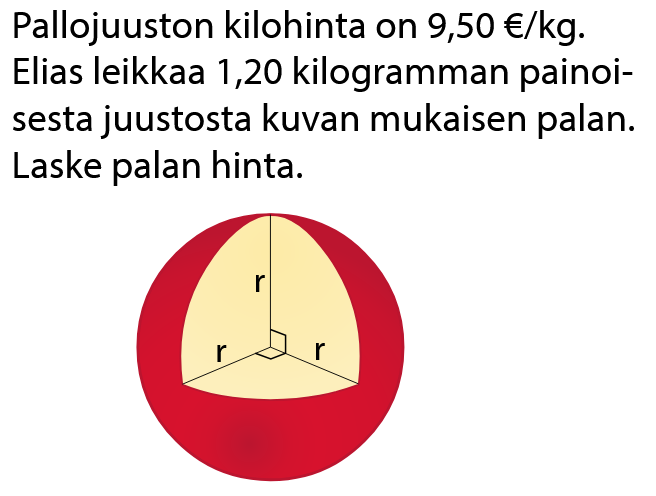 Pallojuuston kilohinta on 9,50 €/kg.
Elias leikkaa 1,20 kilogramman painoi-
sesta juustosta kuvan mukaisen palan.
Laske palan hinta.
r
r
r